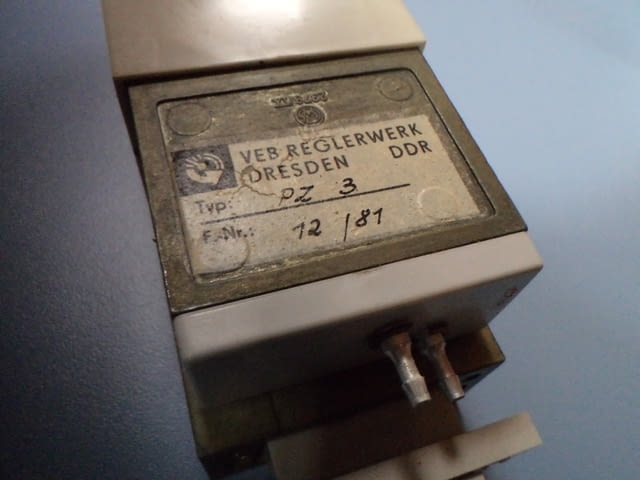 VEB REGLERWERK
DRESDEN DDR
Typ: PZ 3
F.-Nr.: 12/81